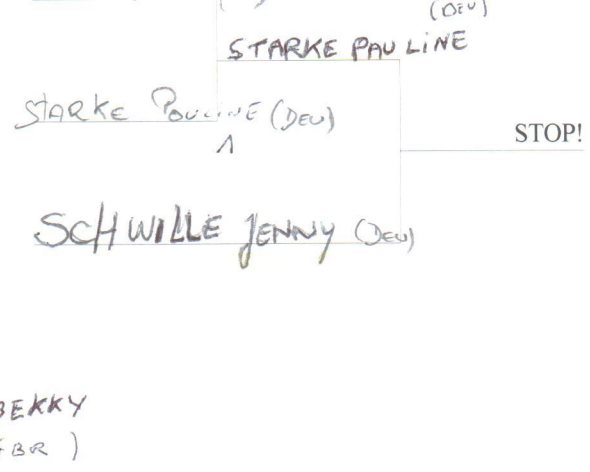 (DEU)
STARKE PAULINE
STARKE PAULINE (DEU)
1
STOP!
SCHWILLE JENNY (DEU)
BEKKY
GBR )